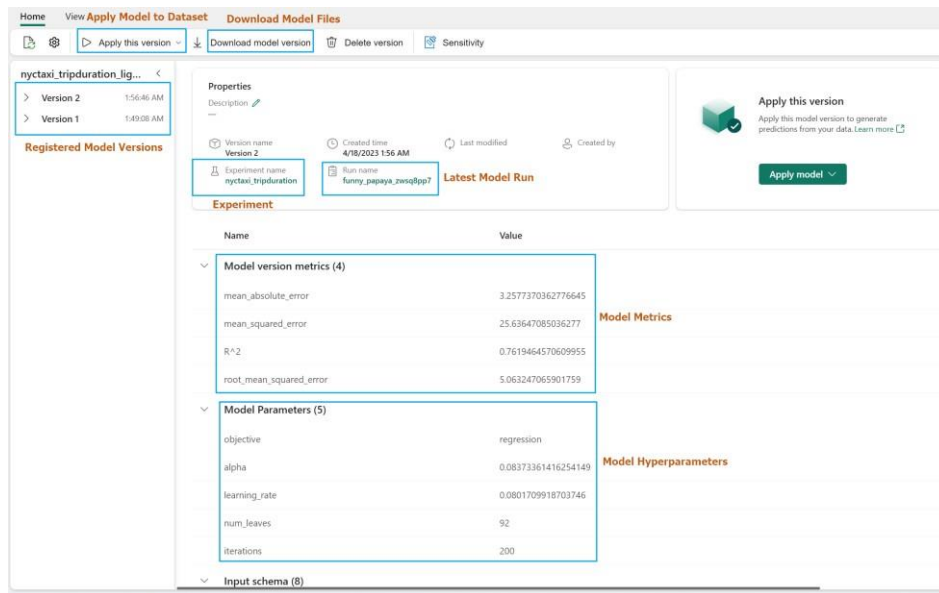 Home View Apply Model to Dataset Download Model Files
Apply this version Download model version Delete version Sensitivity
nyctaxi_tripduration_lig...
Version 2 1:56:46 AM
Version 1 1:49:08 AM
Registered Model Versions
Properties
Description
Version name Created time Last modified Created by
Version 2 4/18/2023 1:56 AM
Experiment name Run name
nyctaxi_tripduration funny_papaya_zwsq8pp7 Latest Model Run
Experiment
Apply this version
Apply this model version to generate
predictions from your data. Learn more
Apply model
Name Value
Model version metrics (4)
mean_absolute_error 3.2577370362776645
mean_squared_error 25.63647085036277
Model Metrics
R^2 0.7619464570609955
root_mean_squared_error 5.063247065901759
Model Parameters (5)
objective regression
alpha 0.08373361416254149
Model Hyperparameters
learning_rate 0.0801709918703746
num_leaves 92
iterations 200
Input schema (8)